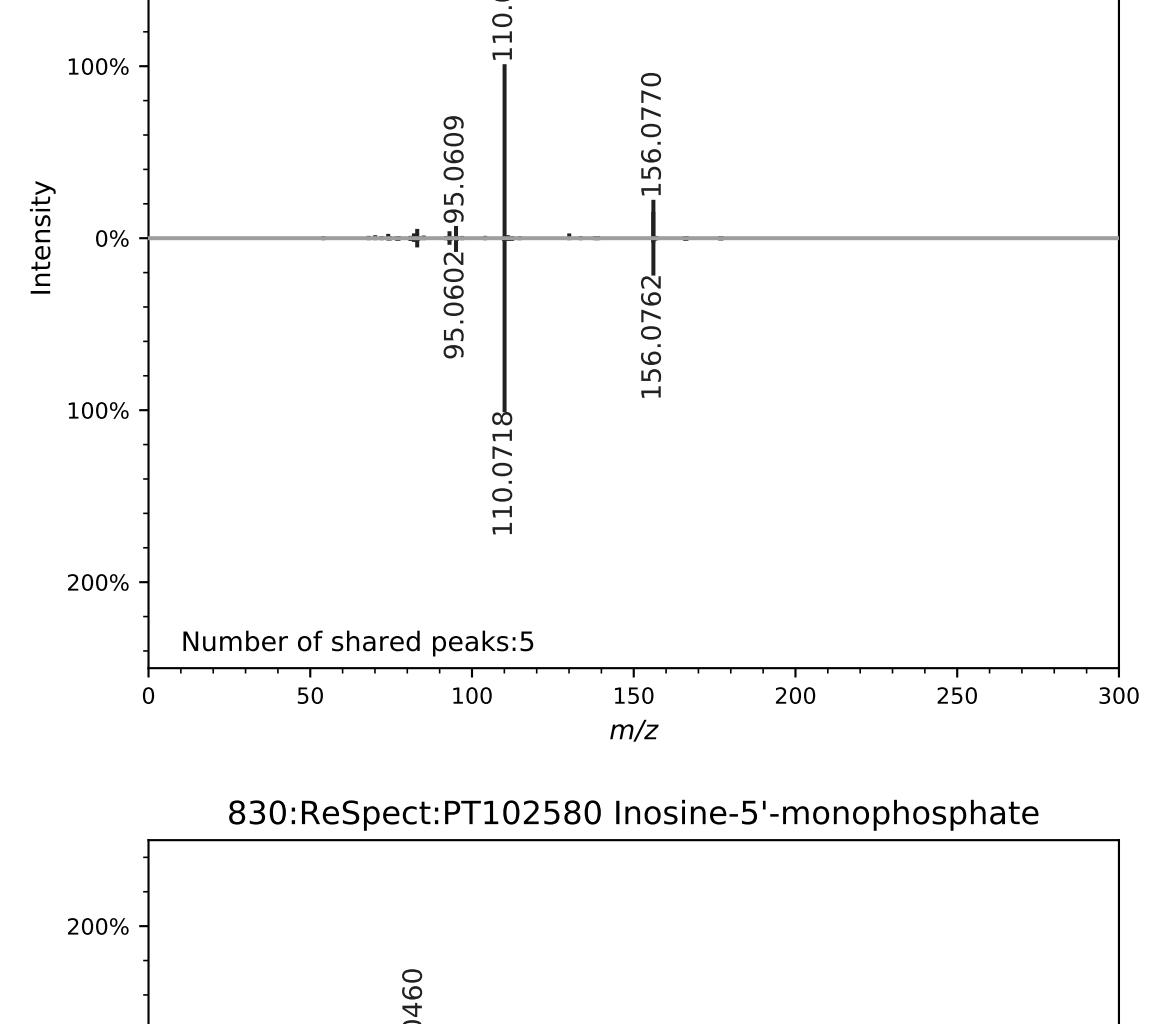 110.0
100%
156.0770
95.0609
Intensity
0%
95.0602
156.0762
100%
110.0718
200%
Number of shared peaks:5
0 50 100 150 200 250 300
m/z
830:ReSpect:PT102580 Inosine-5'-monophosphate
200%
0460